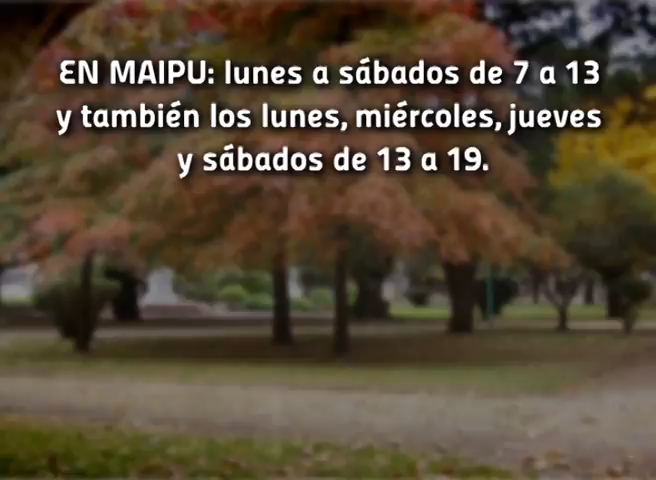 EN MAIPU: lunes a sábados de 7 a 13
y también los lunes, miércoles, jueves
y sábados de 13 a 19.